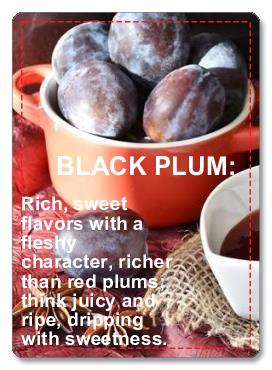 BLACK PLUM:
Rich, sweet
flavors with a
fleshy
character, richer
than red plums;
think juicy and
ripe, dripping
with sweetness.